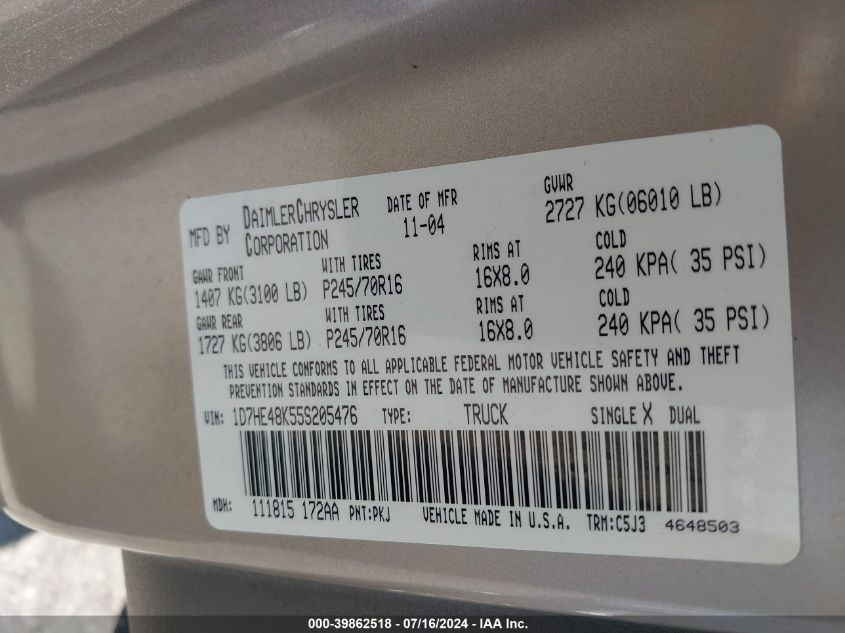 MFD BY DAIMLERCHRYSLER CORPORATION DATE OF MFR 11-04 GVWR 2727 KG(06010 LB)
GAWR FRONT WITH TIRES RIMS AT COLD
1407 KG(3100 LB) P245/70R16 16X8.0 240 KPA( 35 PSI)
GAWR REAR WITH TIRES RIMS AT COLD
1727 KG(3806 LB) P245/70R16 16X8.0 240 KPA( 35 PSI)
THIS VEHICLE CONFORMS TO ALL APPLICABLE FEDERAL MOTOR VEHICLE SAFETY AND THEFT
PREVENTION STANDARDS IN EFFECT ON THE DATE OF MANUFACTURE SHOWN ABOVE.
VIN: 1D7HE48K55S205476 TYPE: TRUCK SINGLE X DUAL
MDH: 111815 172AA PNT:PKJ VEHICLE MADE IN U.S.A. TRM:C5J3 4648503
000-39862518 - 07/16/2024 - IAA Inc.